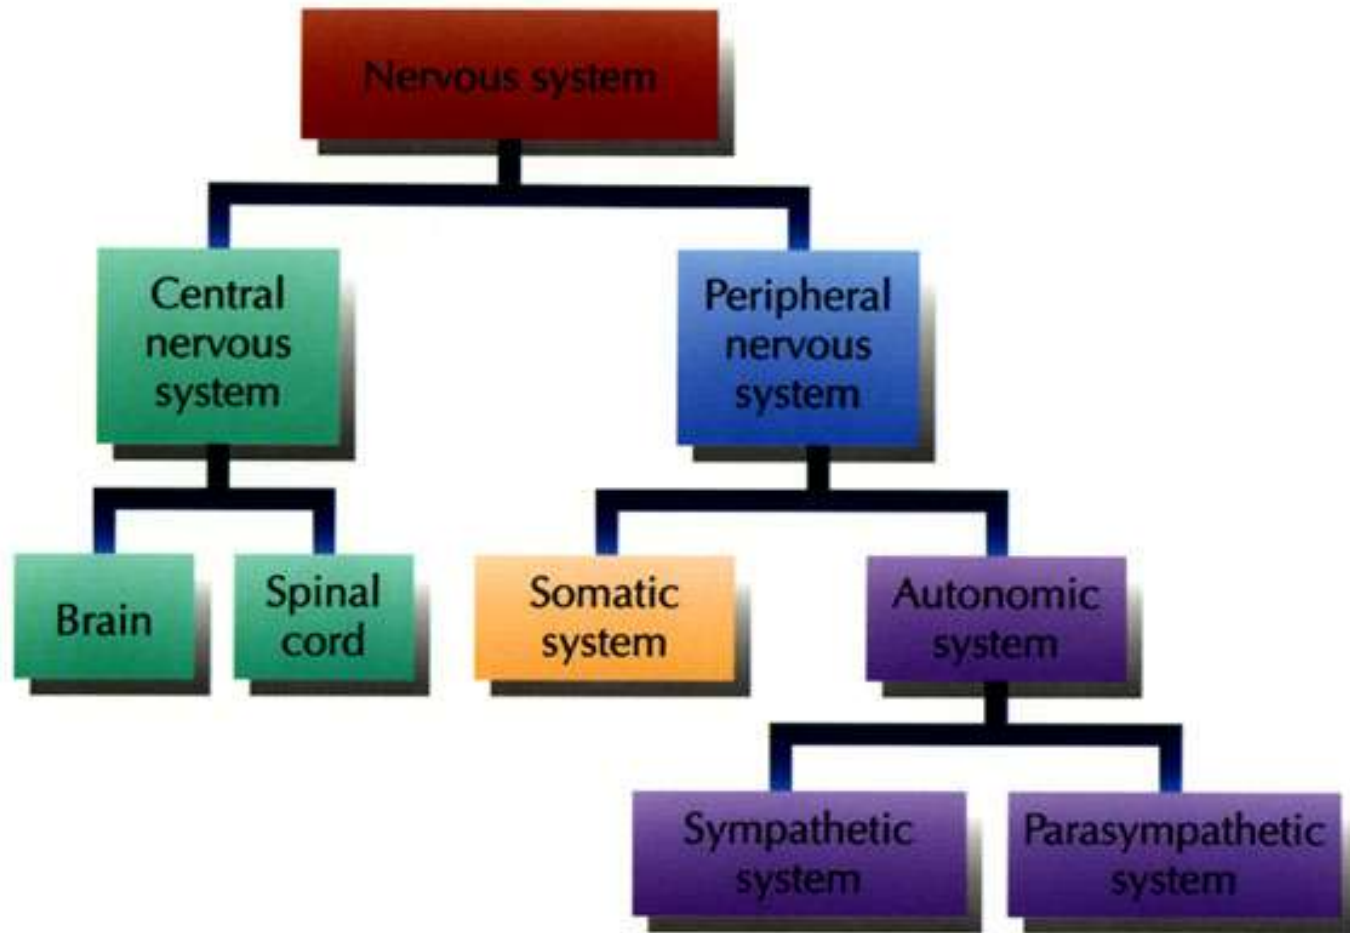 Nervous system
Central
nervous
system
Peripheral
nervous
system
Brain
Spinal
cord
Somatic
system
Autonomic
system
Sympathetic
system
Parasympathetic
system